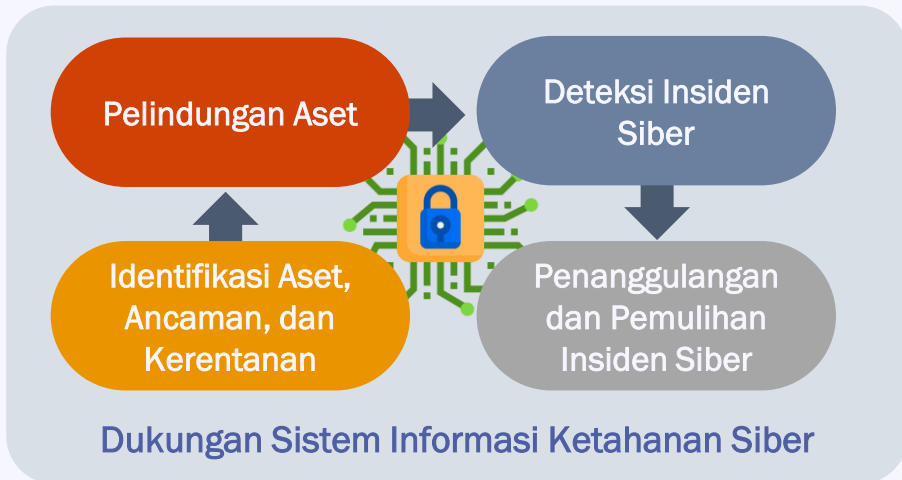 Pelindungan Aset
Deteksi Insiden
Siber
Identifikasi Aset,
Ancaman, dan
Kerentanan
Penanggulangan
dan Pemulihan
Insiden Siber
Dukungan Sistem Informasi Ketahanan Siber